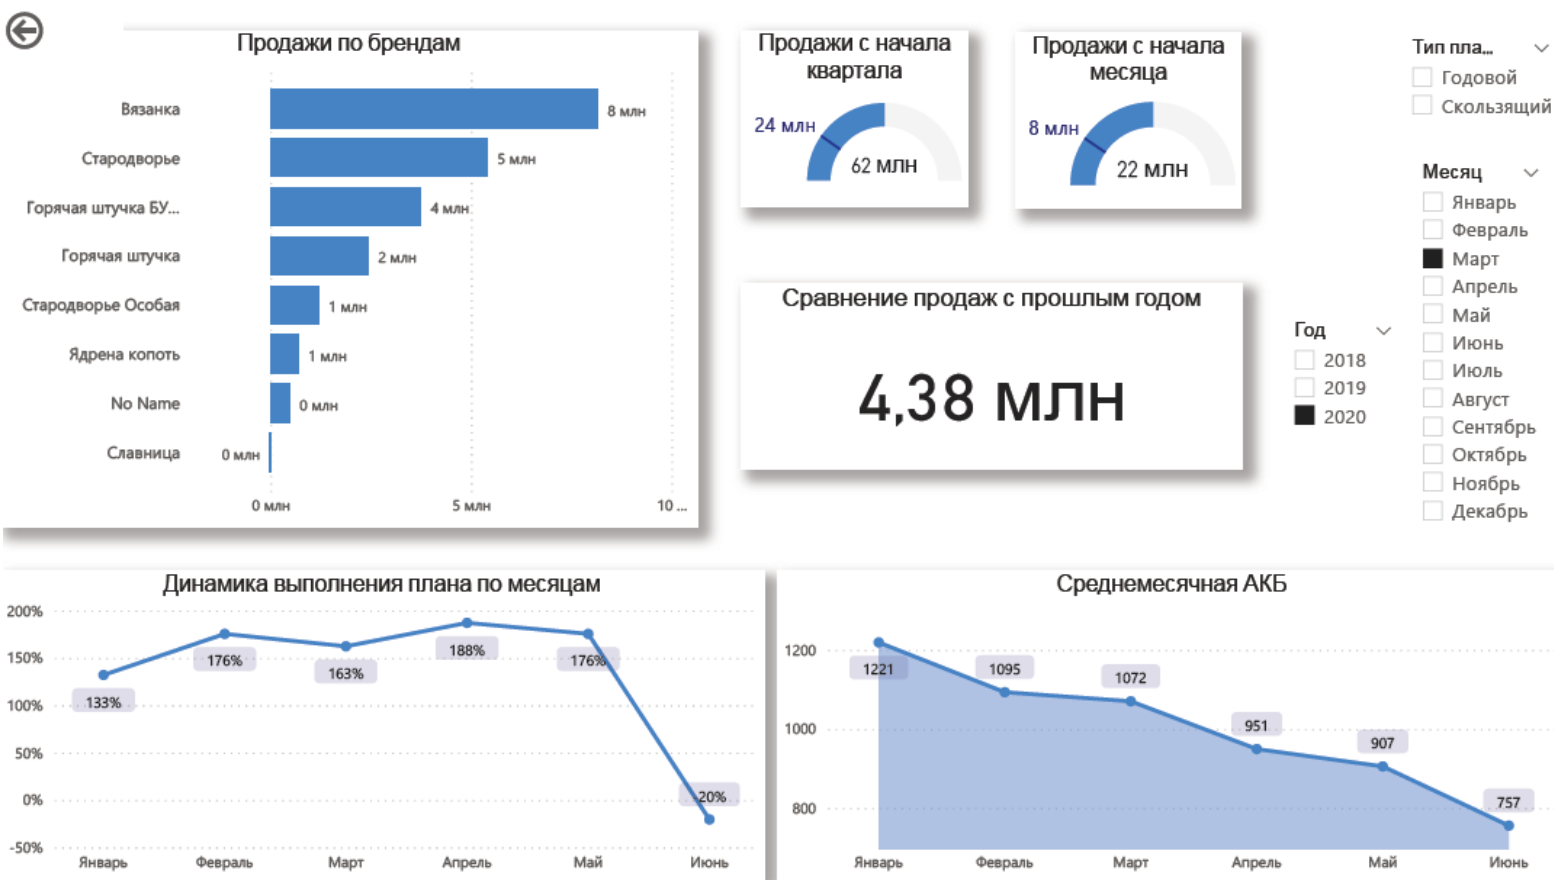 Продажи по брендам
Вязанка
8 млн
Стародворье
5 млн
Горячая штучка БУ...
4 млн
Горячая штучка
2 млн
Стародворье Особая
1 млн
Ядрена копоть
1 млн
No Name
0 млн
Славница
0 млн
0 млн
5 млн
10 ...
Продажи с начала
квартала
24 млн
62 млн
Продажи с начала
месяца
8 млн
22 млн
Сравнение продаж с прошлым годом
4,38 млн
Год
2018
2019
2020
Тип пла...
Годовой
Скользящий
Месяц
Январь
Февраль
Март
Апрель
Май
Июнь
Июль
Август
Сентябрь
Октябрь
Ноябрь
Декабрь
Динамика выполнения плана по месяцам
200%
150%
100%
50%
0%
-50%
133%
176%
163%
188%
176%
-20%
Январь
Февраль
Март
Апрель
Май
Июнь
Среднемесячная АКБ
1200
1000
800
1221
1095
1072
951
907
757
Январь
Февраль
Март
Апрель
Май
Июнь